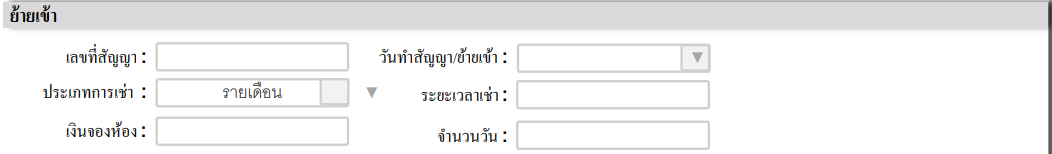 ย้ายเข้า
เลขที่สัญญา : วันทำสัญญา/ย้ายเข้า :
ประเภทการเช่า : รายเดือน ระยะเวลาเช่า :
เงินจองห้อง : จำนวนวัน :